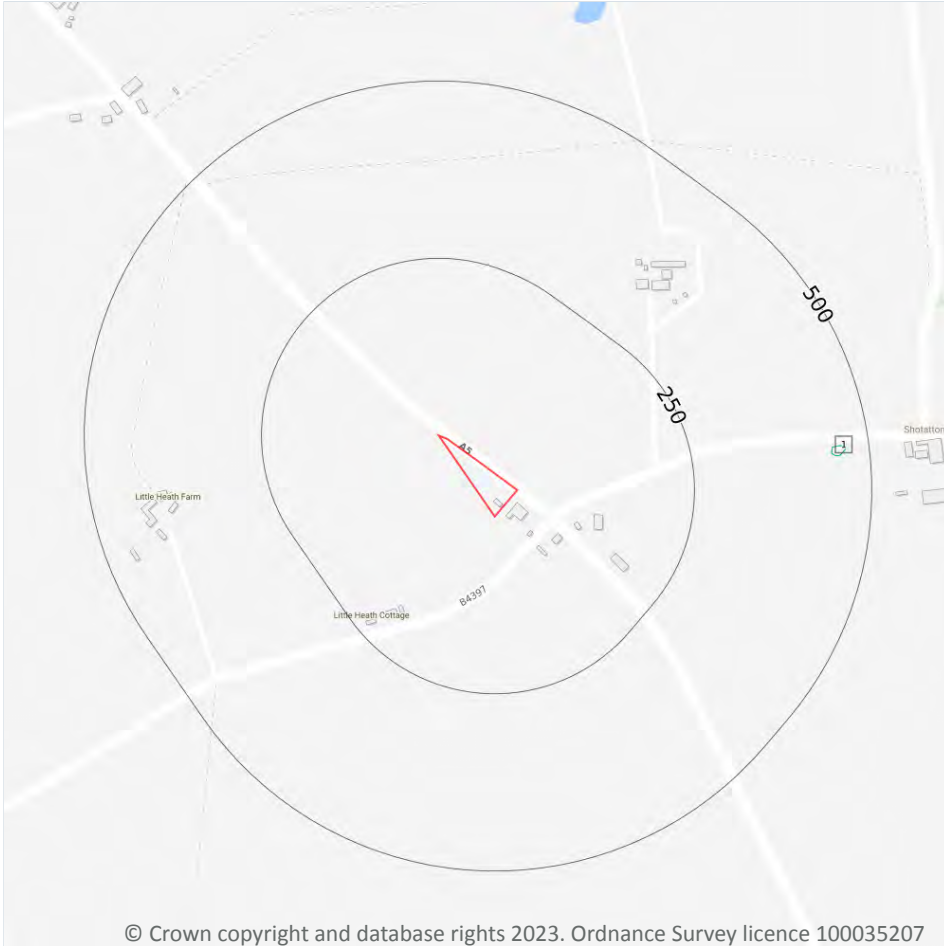 500
250
A5
1
Shotatton
Little Heath Farm
B4397
Little Heath Cottage
© Crown copyright and database rights 2023. Ordnance Survey licence 100035207